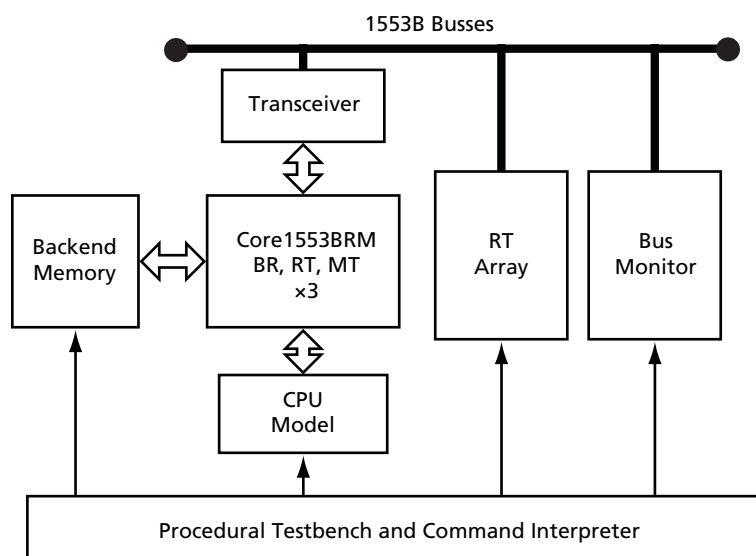 1553B Busses
Transceiver
Backend
Memory
Core1553BRM
BR, RT, MT
×3
RT
Array
Bus
Monitor
CPU
Model
Procedural Testbench and Command Interpreter